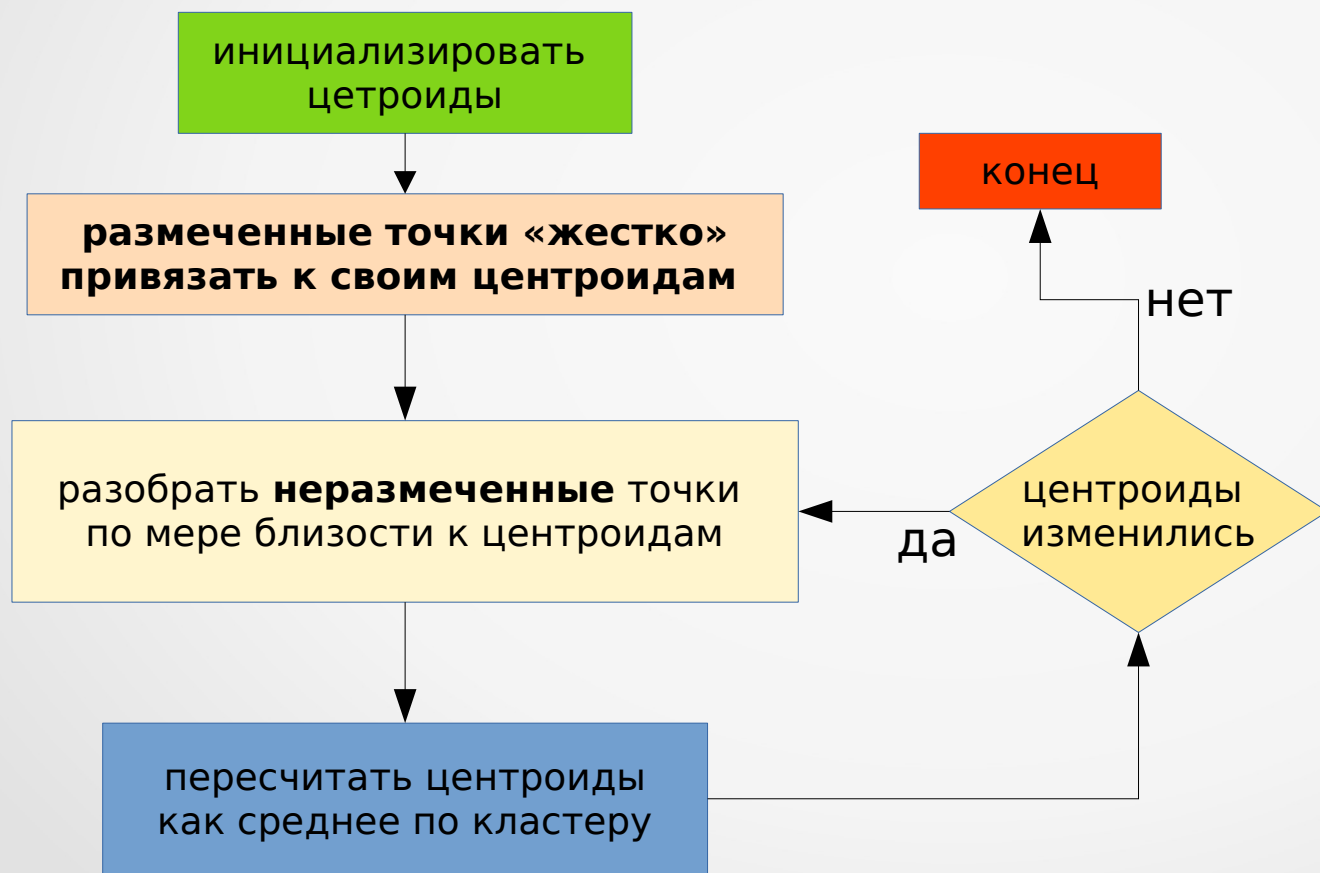 инициализировать
цетроиды
размеченные точки «жестко»
привязать к своим центроидам
разобрать неразмеченные точки
по мере близости к центроидам
пересчитать центроиды
как среднее по кластеру
центроиды
изменились
да
нет
конец